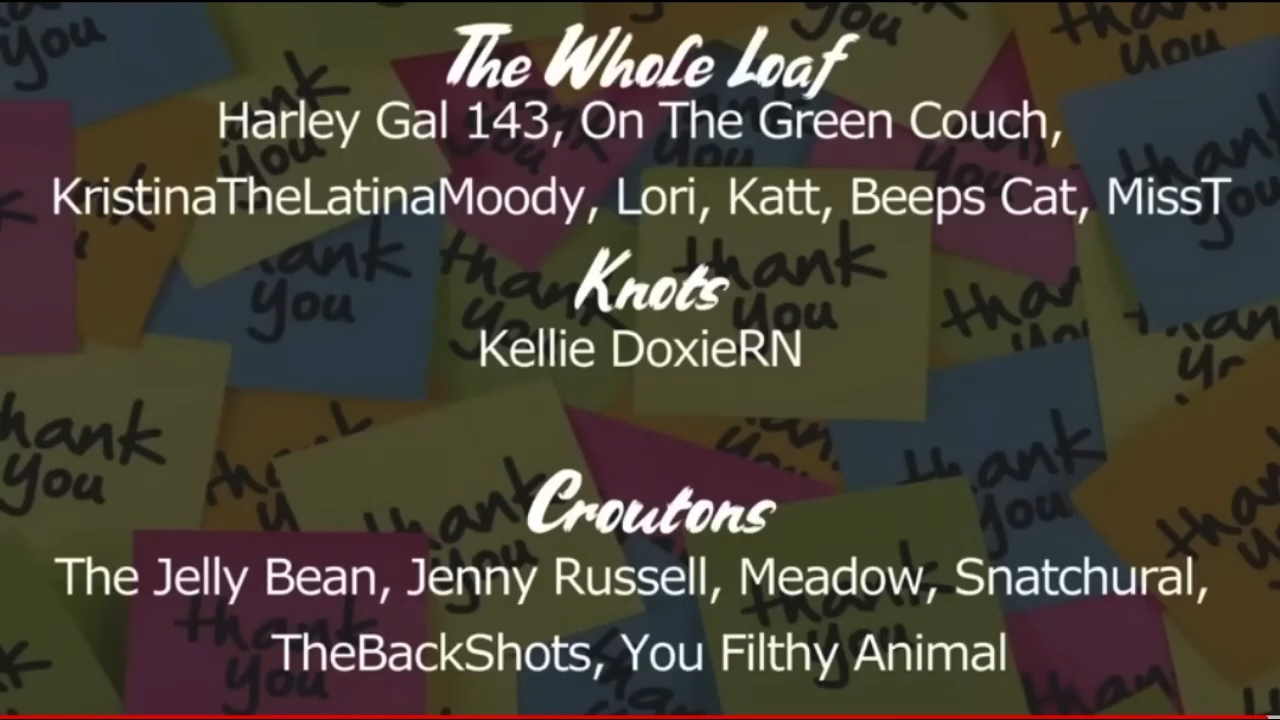 The Whole Loaf
Harley Gal 143, On The Green Couch,
KristinaTheLatinaMoody, Lori, Katt, Beeps Cat, MissT
Knots
Kellie DoxieRN
Croutons
The Jelly Bean, Jenny Russell, Meadow, Snatchural,
TheBackShots, You Filthy Animal